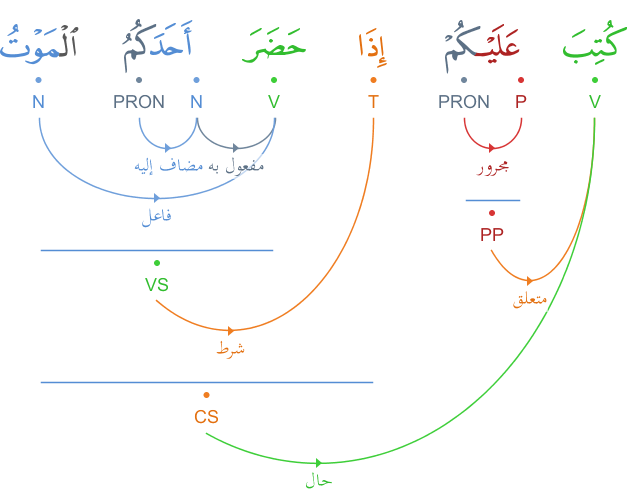 كُتِبَ عَلَيْكُمْ إِذَا حَضَرَ أَحَدَكُمُ ٱلْمَوْتُ
V P PRON T V N PRON N
مجرور مفعول به مضاف إليه
فاعل
PP
VS
متعلق
شرط
CS
حال